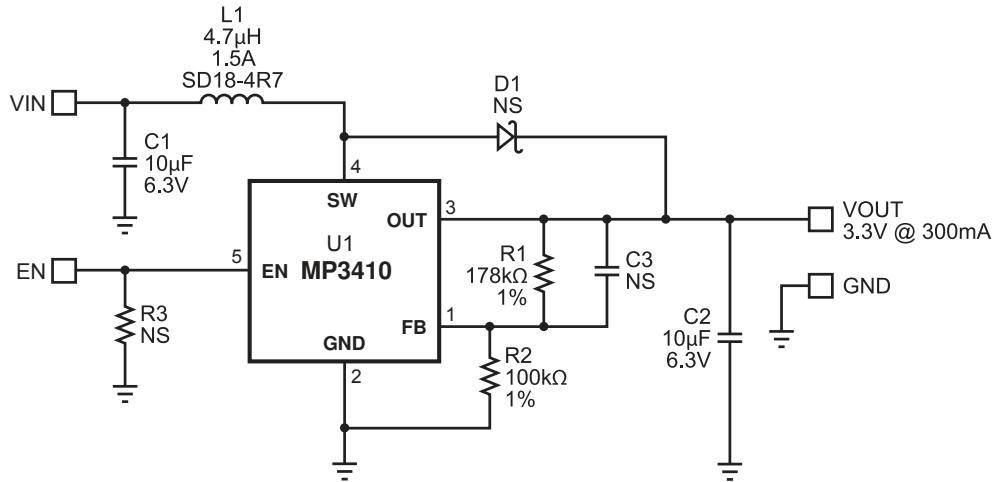 L1
4.7µH
1.5A
SD18-4R7
VIN
D1
NS
C1
10µF
6.3V
4
SW
OUT
3
VOUT
3.3V @ 300mA
U1
MP3410
EN
5
EN
R1
178kΩ
1%
C3
NS
GND
R3
NS
FB
1
C2
10µF
6.3V
GND
2
R2
100kΩ
1%